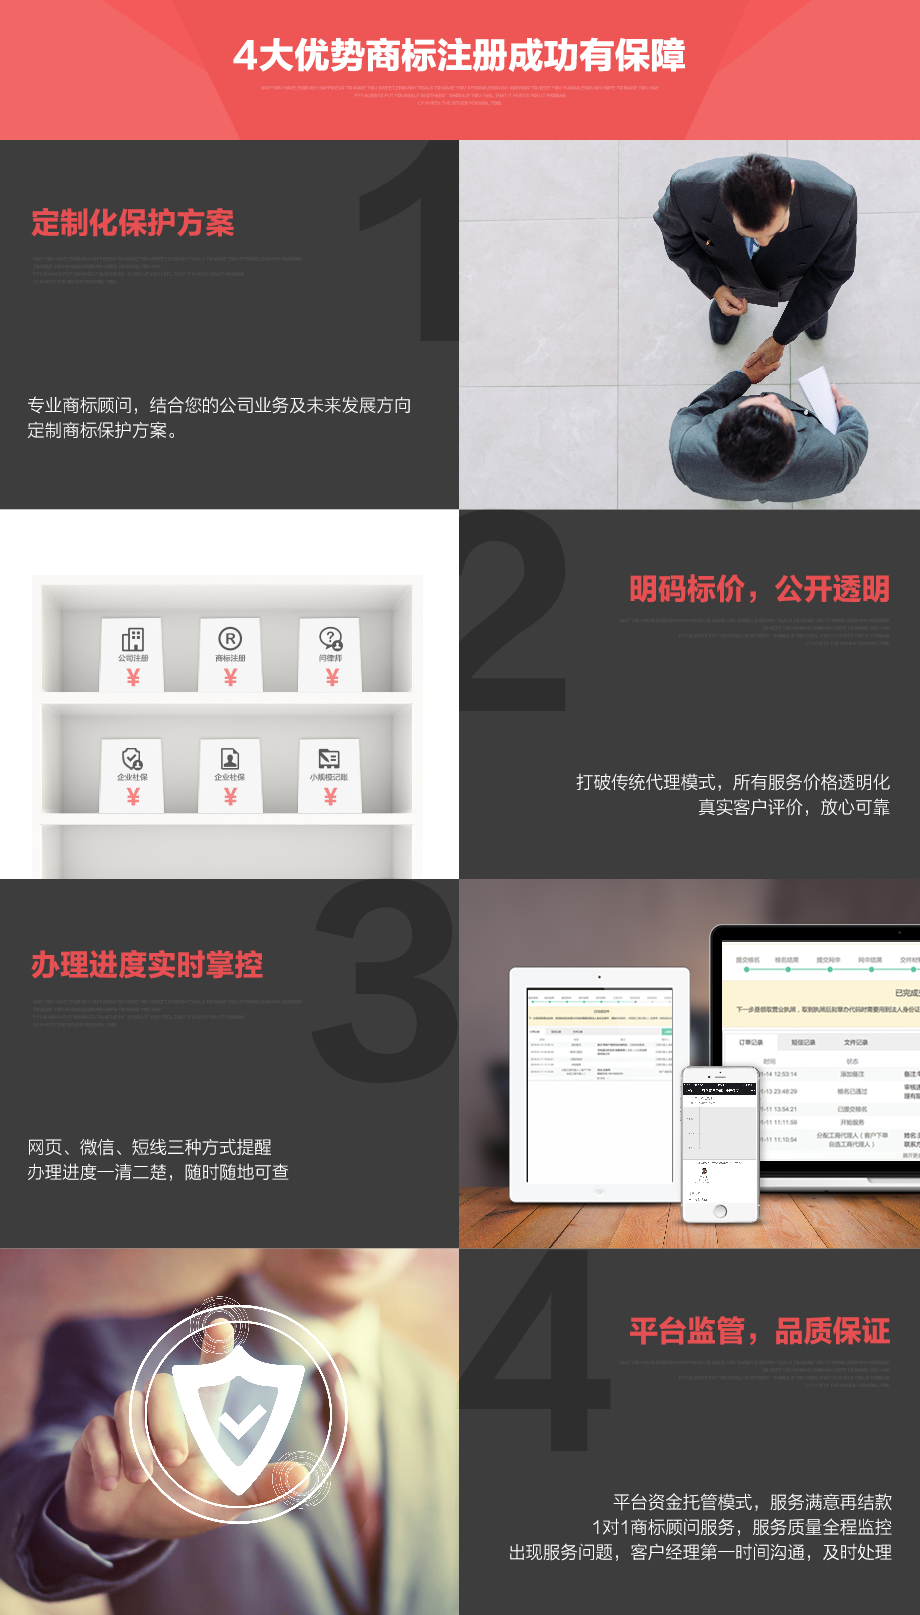 4大优势商标注册成功有保障
1
定制化保护方案
专业商标顾问，结合您的公司业务及未来发展方向
定制商标保护方案。
公司注册
¥
商标注册
¥
问律师
¥
企业社保
¥
企业社保
¥
小规模记账
¥
2
明码标价，公开透明
打破传统代理模式，所有服务价格透明化
真实客户评价，放心可靠
3
办理进度实时掌控
网页、微信、短线三种方式提醒
办理进度一清二楚，随时随地可查
提交核名 核名结果 提交网申 网申结果 交件材
已完成
下一步是领取营业执照，取到执照后起章办代码时需要用到法人身份证
订单记录 短信记录 文件记录
时间 状态
1-14 12:53:14 添加备注
1-13 23:48:29 核名已通过
-11 13:54:21 已提交核名
-11 11:11:59 开始服务
-11 11:10:54 分配工商代理人（客户下单
自选工商代理人）
4
平台监管，品质保证
平台资金托管模式，服务满意再结款
1对1商标顾问服务，服务质量全程监控
出现服务问题，客户经理第一时间沟通，及时处理